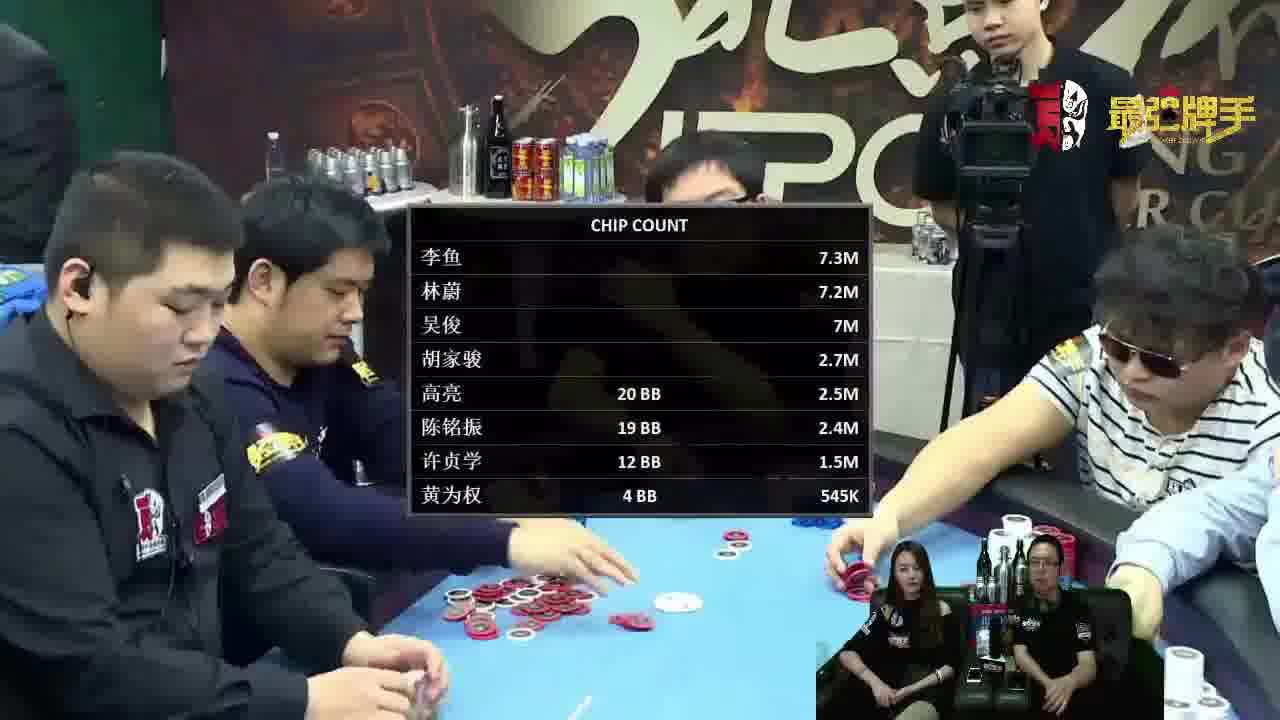 最强牌手
CHIP COUNT
李鱼 7.3M
林蔚 7.2M
吴俊 7M
胡家骏 2.7M
高亮 20 BB 2.5M
陈铭振 19 BB 2.4M
许贞学 12 BB 1.5M
黄为权 4 BB 545K